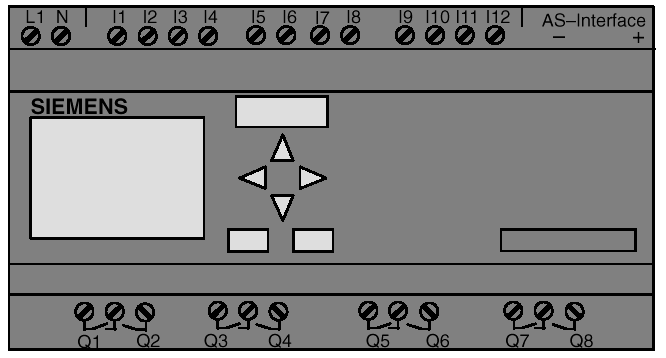 L1 N I1 I2 I3 I4 I5 I6 I7 I8 I9 I10 I11 I12 AS–Interface
– +
SIEMENS
Q1 Q2 Q3 Q4 Q5 Q6 Q7 Q8